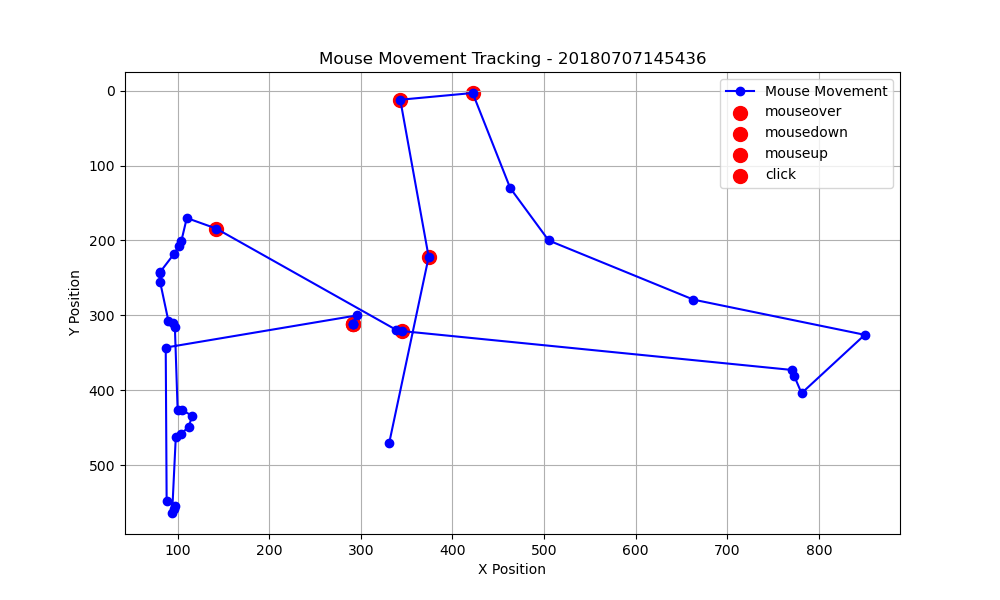 Mouse Movement Tracking - 20180707145436
Mouse Movement
mouseover
mousedown
mouseup
click
0
100
200
300
400
500
Y Position
100 200 300 400 500 600 700 800
X Position